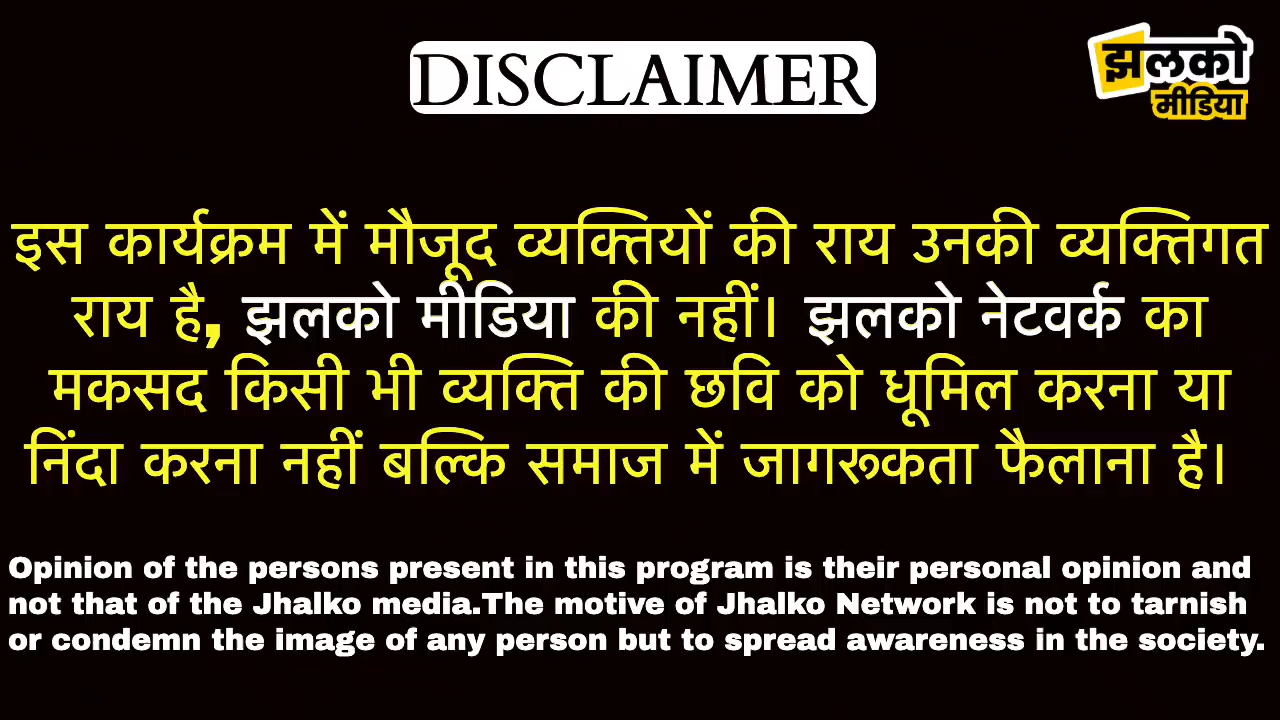 DISCLAIMER
झलको
मीडिया
इस कार्यक्रम में मौजूद व्यक्तियों की राय उनकी व्यक्तिगत
राय है, झलको मीडिया की नहीं। झलको नेटवर्क का
मकसद किसी भी व्यक्ति की छवि को धूमिल करना या
निंदा करना नहीं बल्कि समाज में जागरूकता फैलाना है।
Opinion of the persons present in this program is their personal opinion and
not that of the Jhalko media.The motive of Jhalko Network is not to tarnish
or condemn the image of any person but to spread awareness in the society.